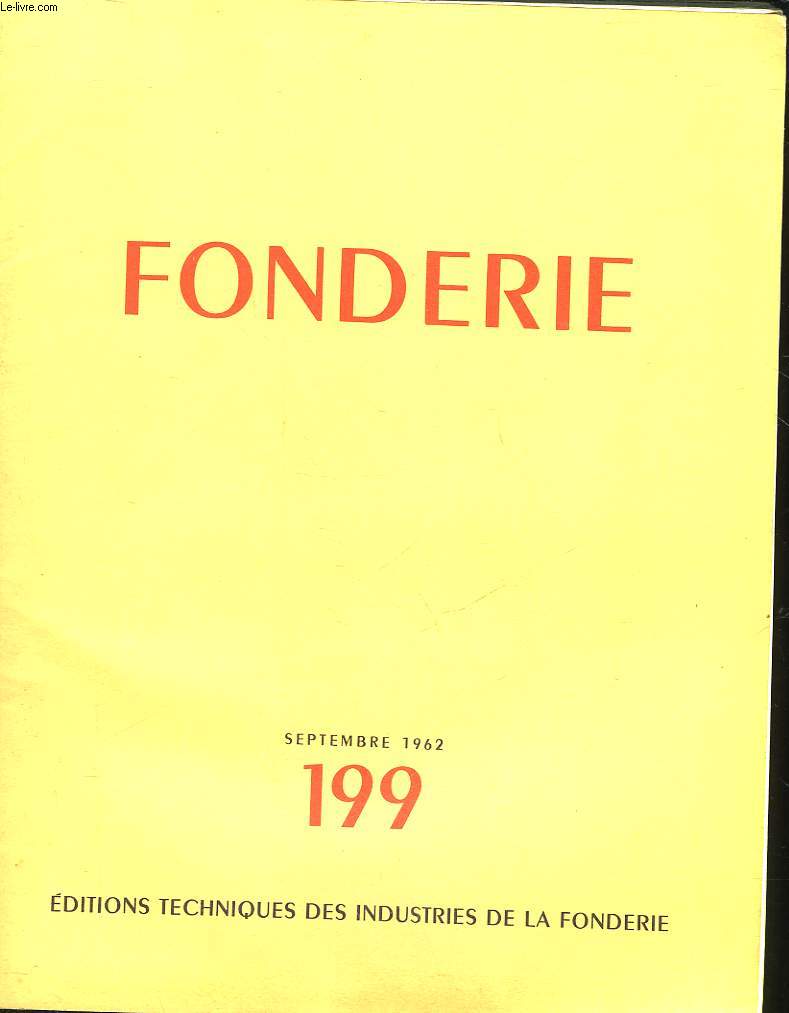 Le-livre.com
FONDERIE
SEPTEMBRE 1962
199
ÉDITIONS TECHNIQUES DES INDUSTRIES DE LA FONDERIE